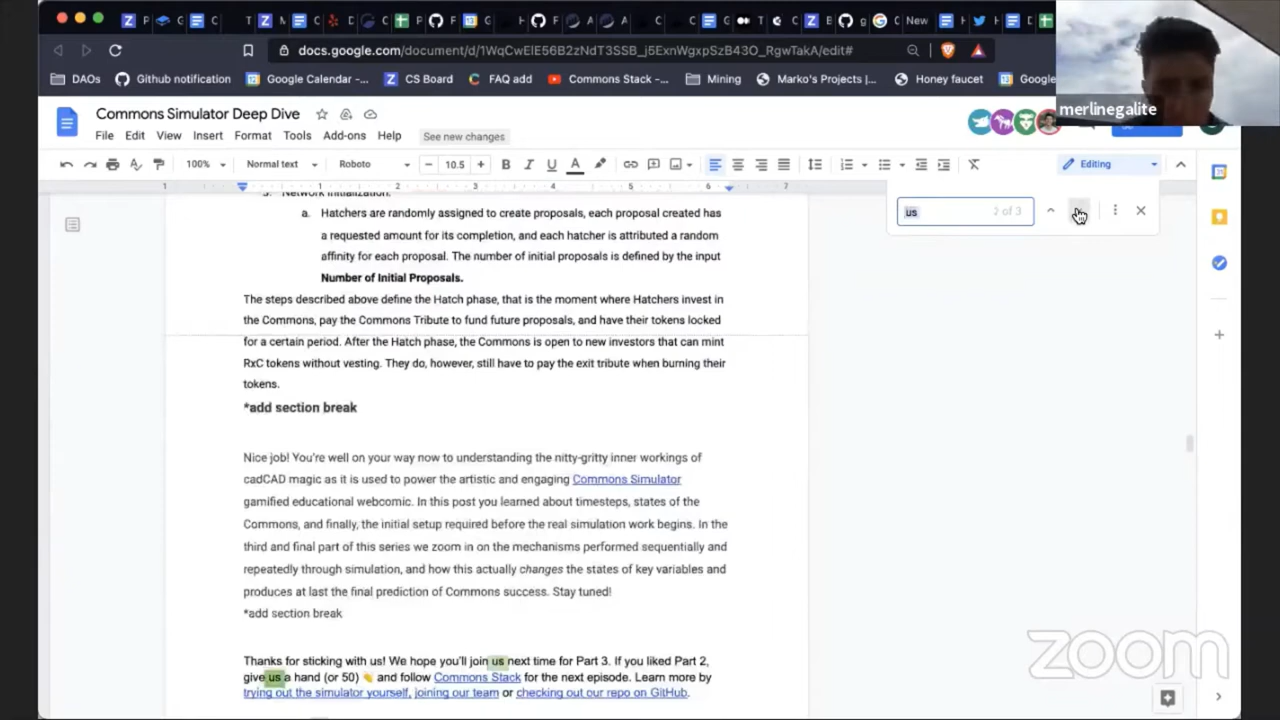 New
docs.google.com/document/d/1WqCwElE56B2zNdT3SSB_j5ExnWgxpSzB43O_RgwTakA/edit#
DAOs
Github notification
Google Calendar -...
CS Board
FAQ add
Commons Stack -...
Mining
Marko's Projects |...
Honey faucet
Google
merlinegalite
Commons Simulator Deep Dive
File Edit View Insert Format Tools Add-ons Help
See new changes
100%
Normal text
Roboto
10.5
Editing
1 1 2 3 4 5 6 7
us
2 of 3
Network Initialization:
a. Hatchers are randomly assigned to create proposals, each proposal created has
a requested amount for its completion, and each hatcher is attributed a random
affinity for each proposal. The number of initial proposals is defined by the input
Number of Initial Proposals.
The steps described above define the Hatch phase, that is the moment where Hatchers invest in
the Commons, pay the Commons Tribute to fund future proposals, and have their tokens locked
for a certain period. After the Hatch phase, the Commons is open to new investors that can mint
RxC tokens without vesting. They do, however, still have to pay the exit tribute when burning their
tokens.
*add section break
Nice job! You're well on your way now to understanding the nitty-gritty inner workings of
cadCAD magic as it is used to power the artistic and engaging Commons Simulator
gamified educational webcomic. In this post you learned about timesteps, states of the
Commons, and finally, the initial setup required before the real simulation work begins. In the
third and final part of this series we zoom in on the mechanisms performed sequentially and
repeatedly through simulation, and how this actually changes the states of key variables and
produces at last the final prediction of Commons success. Stay tuned!
*add section break
Thanks for sticking with us! We hope you'll join us next time for Part 3. If you liked Part 2,
give us a hand (or 50) 👏 and follow Commons Stack for the next episode. Learn more by
trying out the simulator yourself, joining our team or checking out our repo on GitHub.
zoom